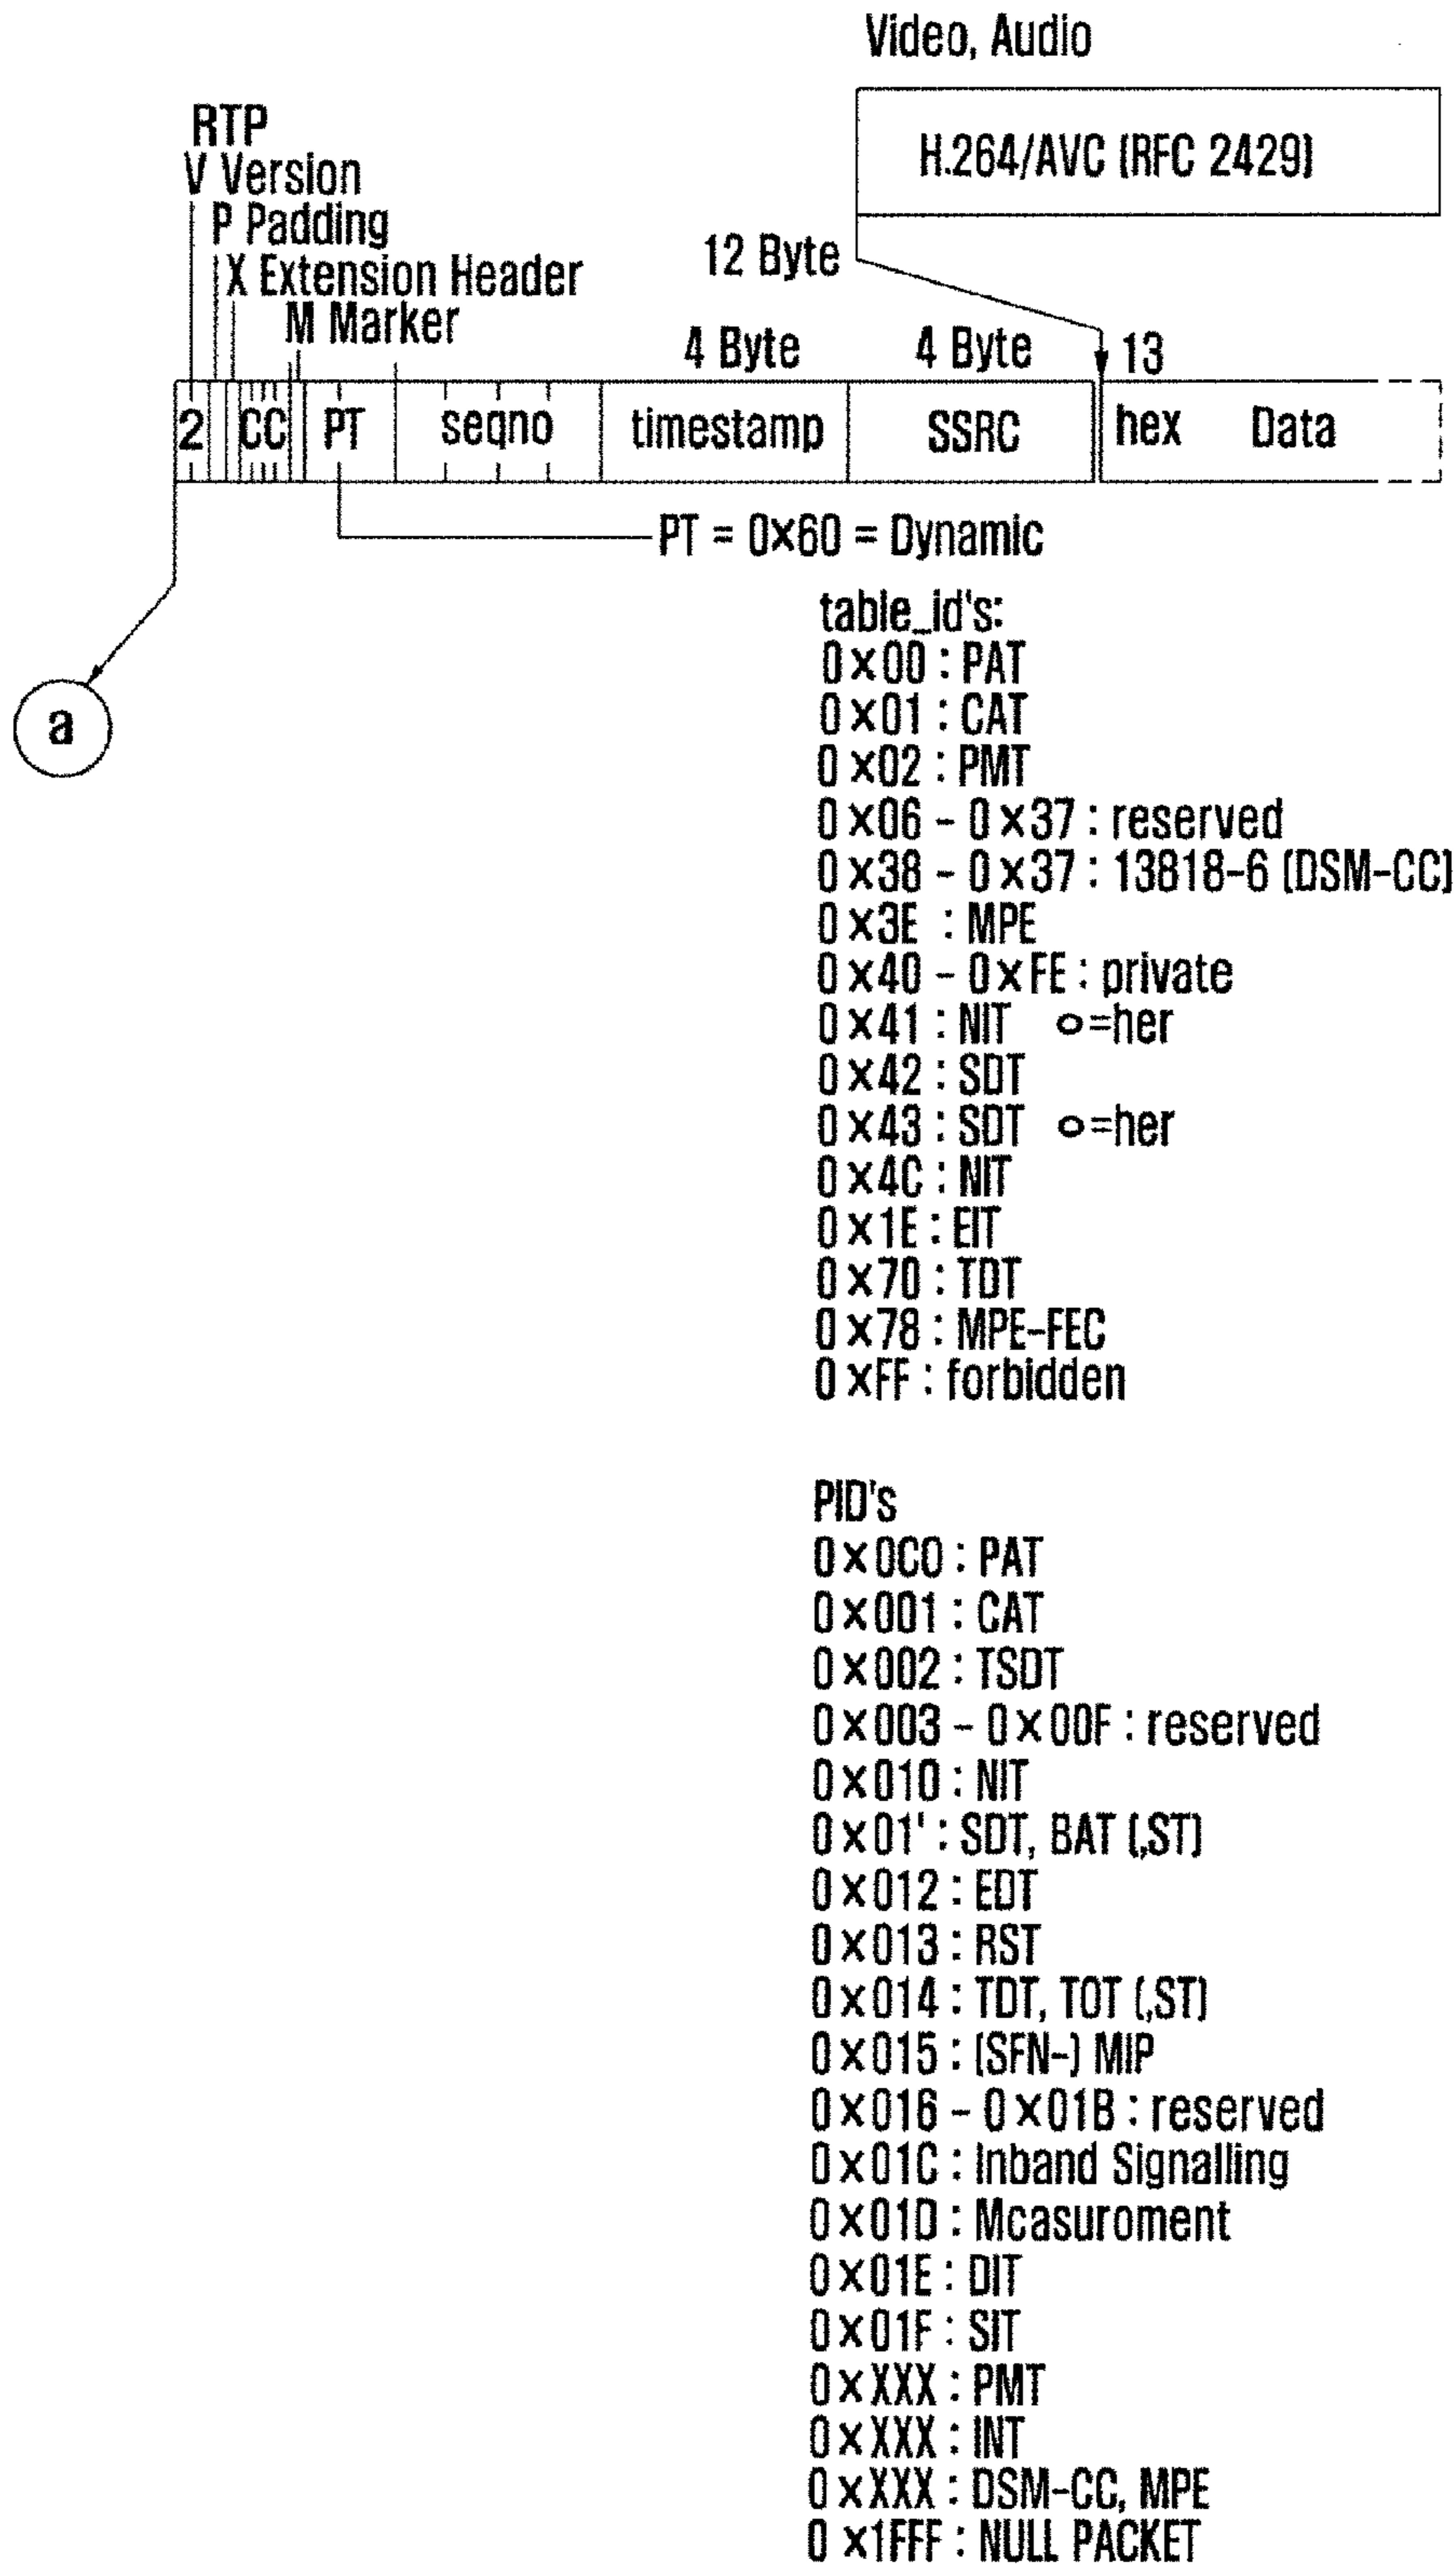 Video, Audio
H.264/AVC (RFC 2429)
RTP
V Version
P Padding
X Extension Header
M Marker
12 Byte
4 Byte 4 Byte 13
2 CC PT seqno timestamp SSRC hex Data
PT = 0×60 = Dynamic
a
table_id's:
0×00 : PAT
0×01 : CAT
0×02 : PMT
0×06 - 0×37 : reserved
0×38 - 0×37 : 13818-6 (DSM-CC)
0×3E : MPE
0×40 - 0×FE : private
0×41 : NIT o=her
0×42 : SDT
0×43 : SDT o=her
0×4C : NIT
0×1E : EIT
0×70 : TDT
0×78 : MPE-FEC
0×FF : forbidden
PID's
0×0C0 : PAT
0×001 : CAT
0×002 : TSDT
0×003 - 0×00F : reserved
0×010 : NIT
0×01' : SDT, BAT (,ST)
0×012 : EDT
0×013 : RST
0×014 : TDT, TOT (,ST)
0×015 : (SFN-) MIP
0×016 - 0×01B : reserved
0×01C : Inband Signalling
0×01D : Mcasuroment
0×01E : DIT
0×01F : SIT
0×XXX : PMT
0×XXX : INT
0×XXX : DSM-CC, MPE
0×1FFF : NULL PACKET